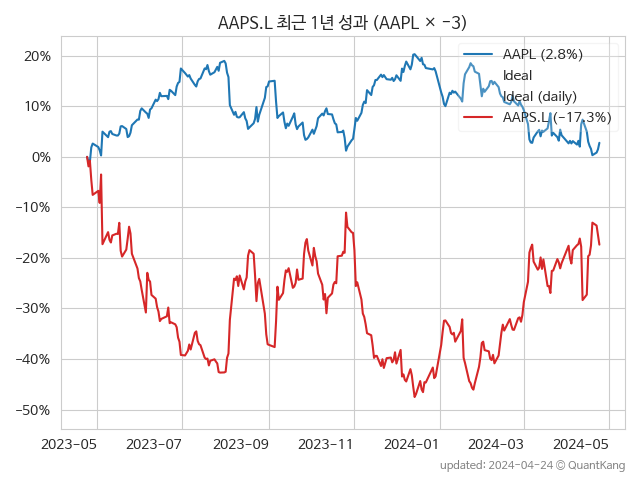 AAPS.L 최근 1년 성과 (AAPL × −3)
AAPL (2.8%)
Ideal
Ideal (daily)
AAPS.L (−17.3%)
20%
10%
0%
−10%
−20%
−30%
−40%
−50%
2023-05 2023-07 2023-09 2023-11 2024-01 2024-03 2024-05
updated: 2024-04-24 © QuantKang